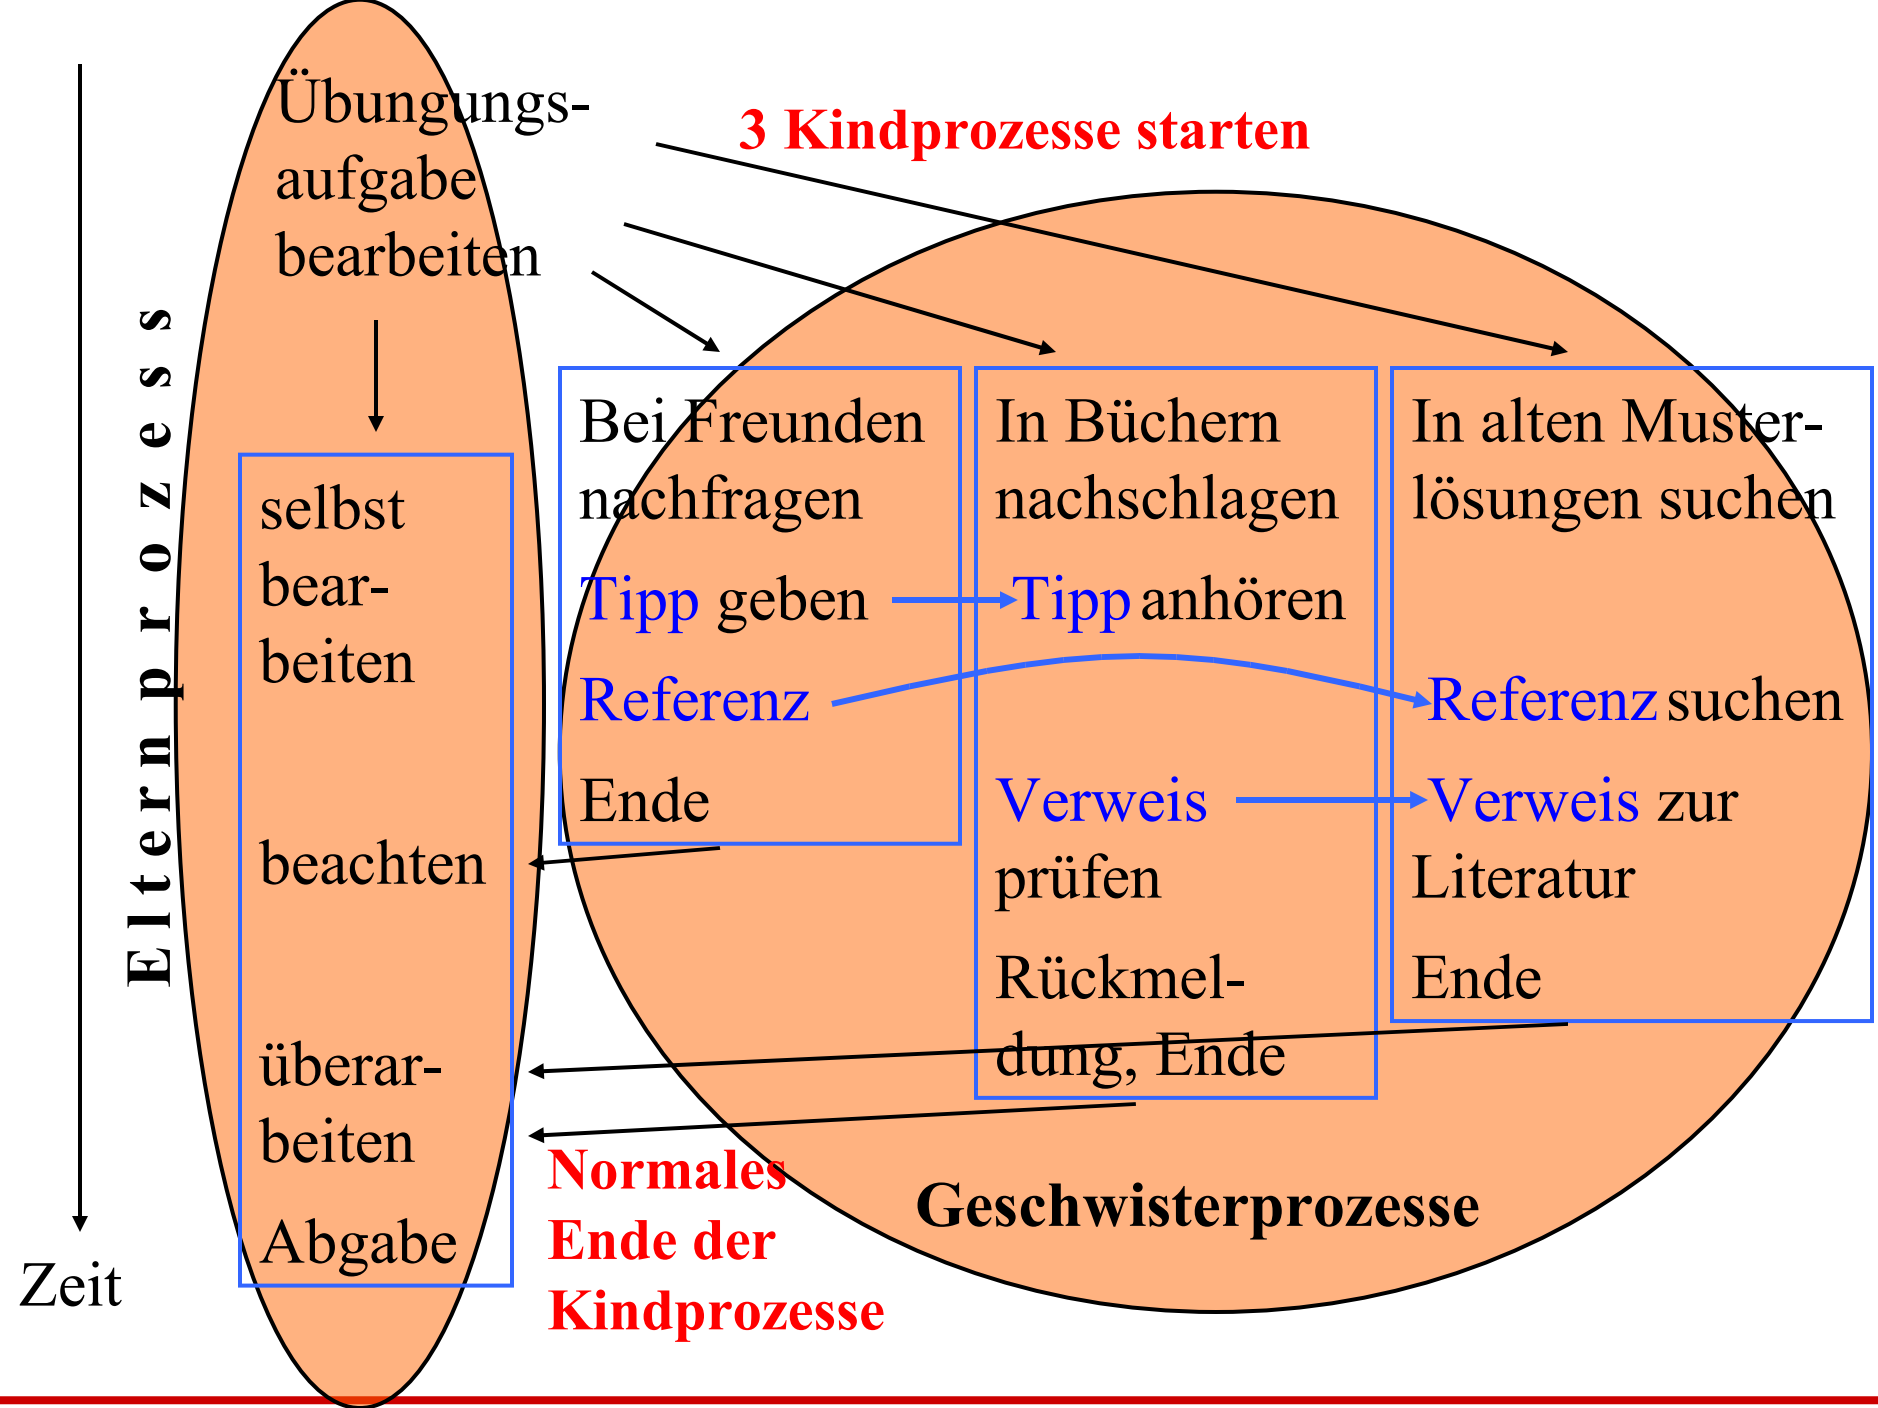 Übungungs-
aufgabe
bearbeiten
3 Kindprozesse starten
Elternprozess
selbst
bear-
beiten
beachten
überar-
beiten
Abgabe
Bei Freunden
nachfragen
Tipp geben
Referenz
Ende
In Büchern
nachschlagen
Tipp anhören
Verweis
prüfen
Rückmel-
dung, Ende
In alten Muster-
lösungen suchen
Referenz suchen
Verweis zur
Literatur
Ende
Normales
Ende der
Kindprozesse
Geschwisterprozesse
Zeit